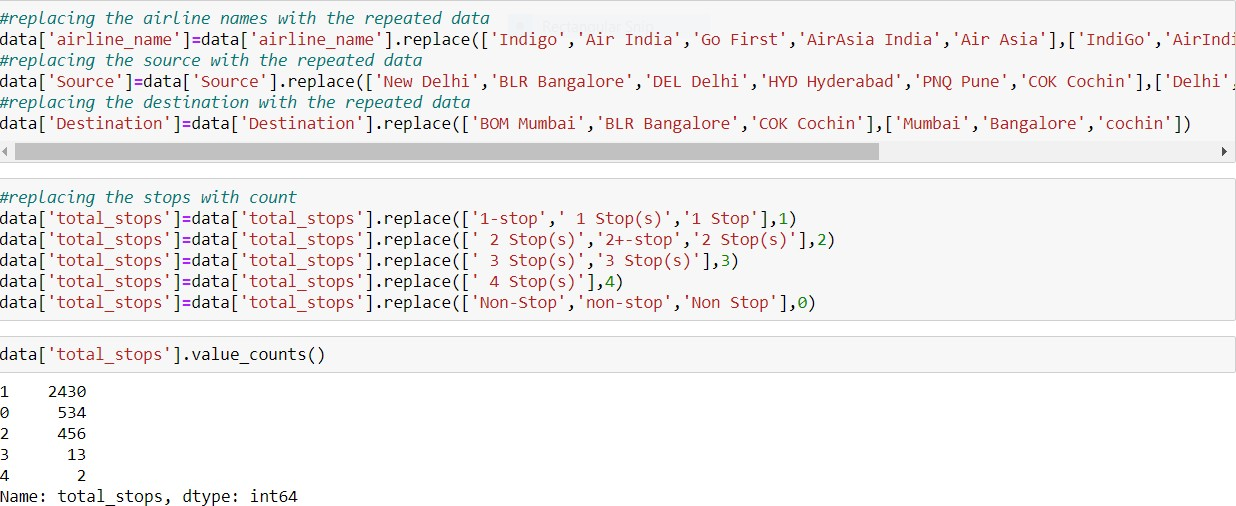 #replacing the airline names with the repeated data
data['airline_name']=data['airline_name'].replace(['Indigo','Air India','Go First','AirAsia India','Air Asia'],['IndiGo','AirIndi
#replacing the source with the repeated data
data['Source']=data['Source'].replace(['New Delhi','BLR Bangalore','DEL Delhi','HYD Hyderabad','PNQ Pune','COK Cochin'],['Delhi',
#replacing the destination with the repeated data
data['Destination']=data['Destination'].replace(['BOM Mumbai','BLR Bangalore','COK Cochin'],['Mumbai','Bangalore','cochin'])
#replacing the stops with count
data['total_stops']=data['total_stops'].replace(['1-stop',' 1 Stop(s)','1 Stop'],1)
data['total_stops']=data['total_stops'].replace([' 2 Stop(s)','2+-stop','2 Stop(s)'],2)
data['total_stops']=data['total_stops'].replace([' 3 Stop(s)','3 Stop(s)'],3)
data['total_stops']=data['total_stops'].replace([' 4 Stop(s)'],4)
data['total_stops']=data['total_stops'].replace(['Non-Stop','non-stop','Non Stop'],0)
data['total_stops'].value_counts()
1    2430
0     534
2     456
3      13
4       2
Name: total_stops, dtype: int64